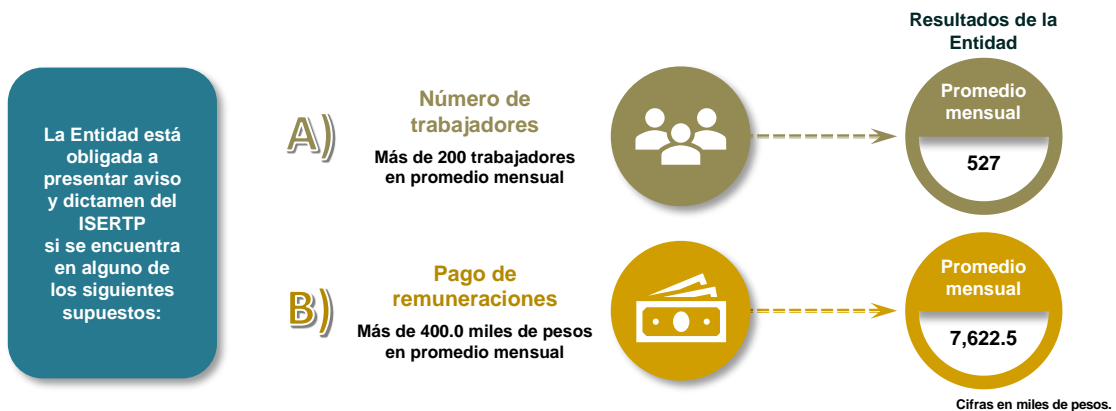 Resultados de la
Entidad
La Entidad está
obligada a
presentar aviso
y dictamen del
ISERTP
si se encuentra
en alguno de
los siguientes
supuestos:
A)
Número de
trabajadores
Más de 200 trabajadores
en promedio mensual
Promedio
mensual
527
B)
Pago de
remuneraciones
Más de 400.0 miles de pesos
en promedio mensual
Promedio
mensual
7,622.5
Cifras en miles de pesos.